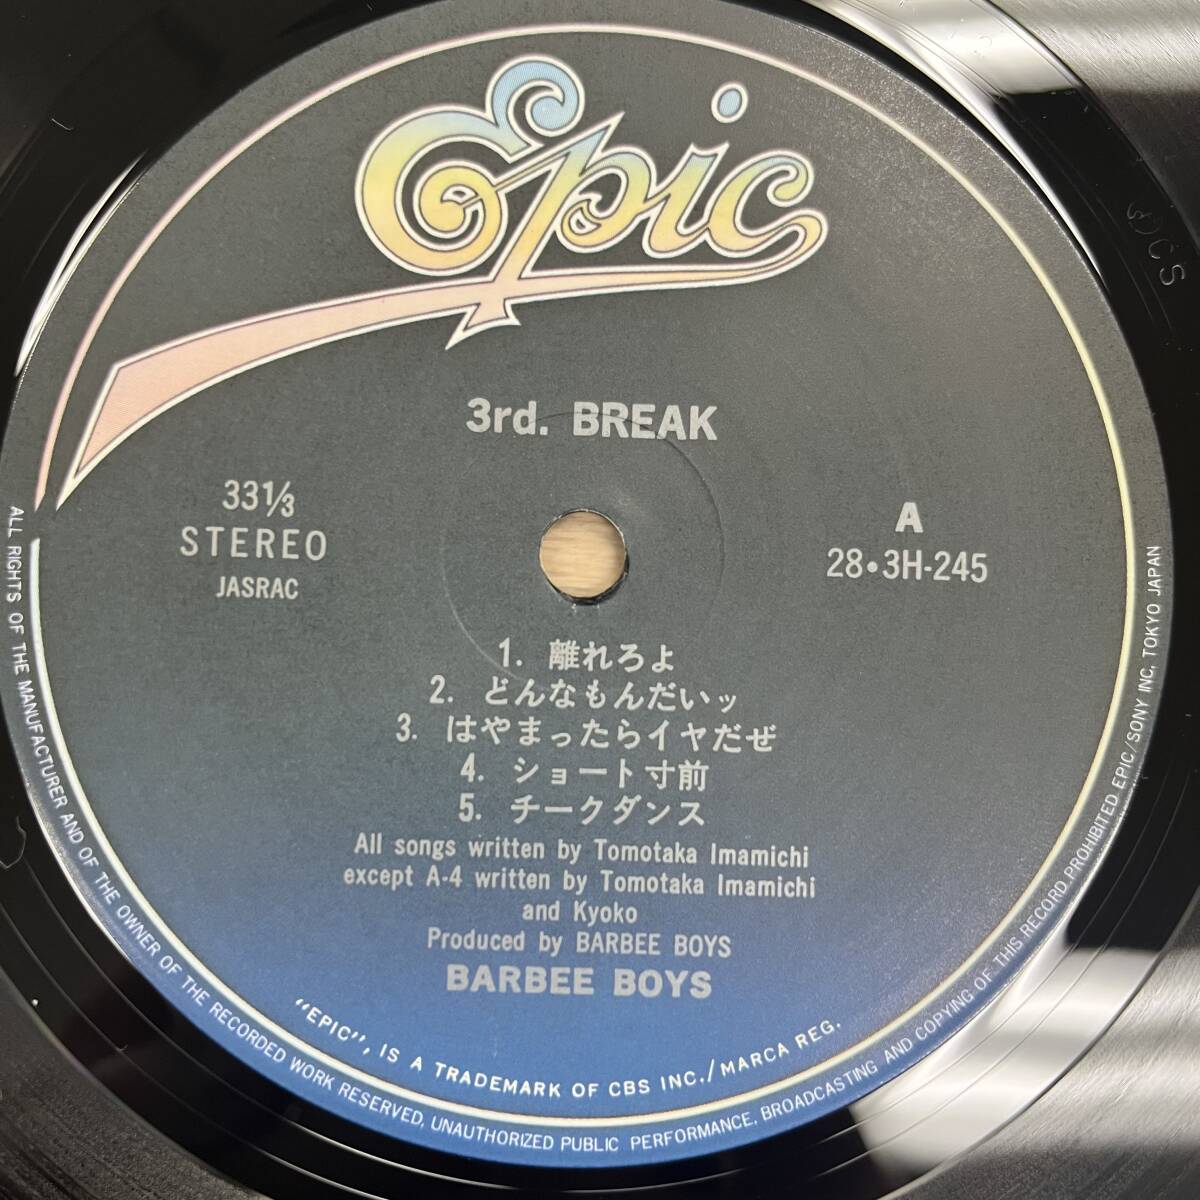 Epic
3rd. BREAK
33 1/3
STEREO
JASRAC
A
28・3H-245
1. 離れろよ
2. どんなもんだいッ
3. はやまったらイヤだぜ
4. ショート寸前
5. チークダンス
All songs written by Tomotaka Imamichi
except A-4 written by Tomotaka Imamichi
and Kyoko
Produced by BARBEE BOYS
BARBEE BOYS
"EPIC", IS A TRADEMARK OF CBS INC./MARCA REG.
ALL RIGHTS OF THE MANUFACTURER AND OF THE OWNER OF THE RECORDED WORK RESERVED, UNAUTHORIZED PUBLIC PERFORMANCE, BROADCASTING AND COPYING OF THIS RECORD PROHIBITED EPIC/SONY INC, TOKYO JAPAN